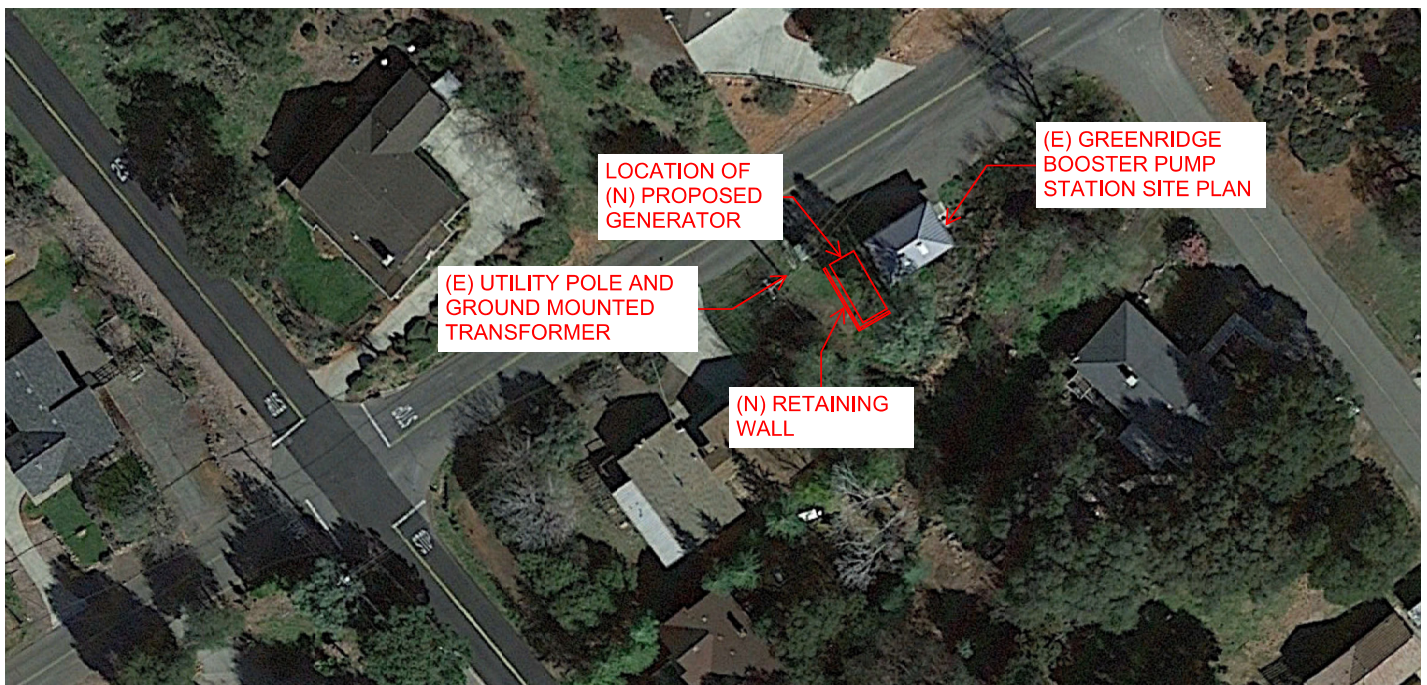 LOCATION OF
(N) PROPOSED
GENERATOR
(E) GREENRIDGE
BOOSTER PUMP
STATION SITE PLAN
(E) UTILITY POLE AND
GROUND MOUNTED
TRANSFORMER
(N) RETAINING
WALL